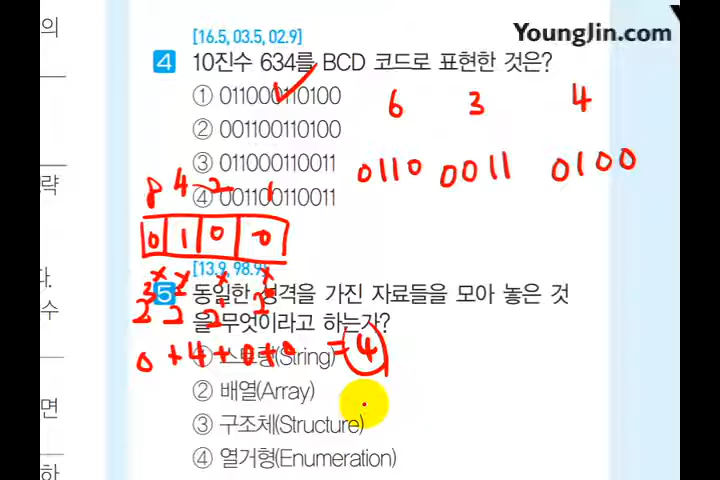 의
YoungJin.com
[16.5, 03.5, 02.9]
4 10진수 634를 BCD 코드로 표현한 것은?
① 011000110100
② 001100110100
③ 011000110011
④ 001100110011
6 3 4
0110 0011 0100
8 4 2 1
0 1 0 0
략
다.
수
면
하
[13.9, 98.9]
5 동일한 성격을 가진 자료들을 모아 놓은 것
을 무엇이라고 하는가?
① 스트링(String)
② 배열(Array)
③ 구조체(Structure)
④ 열거형(Enumeration)
x x x x
2³ 2² 2¹ 2⁰
0 + 4 + 0 + 0 = 4